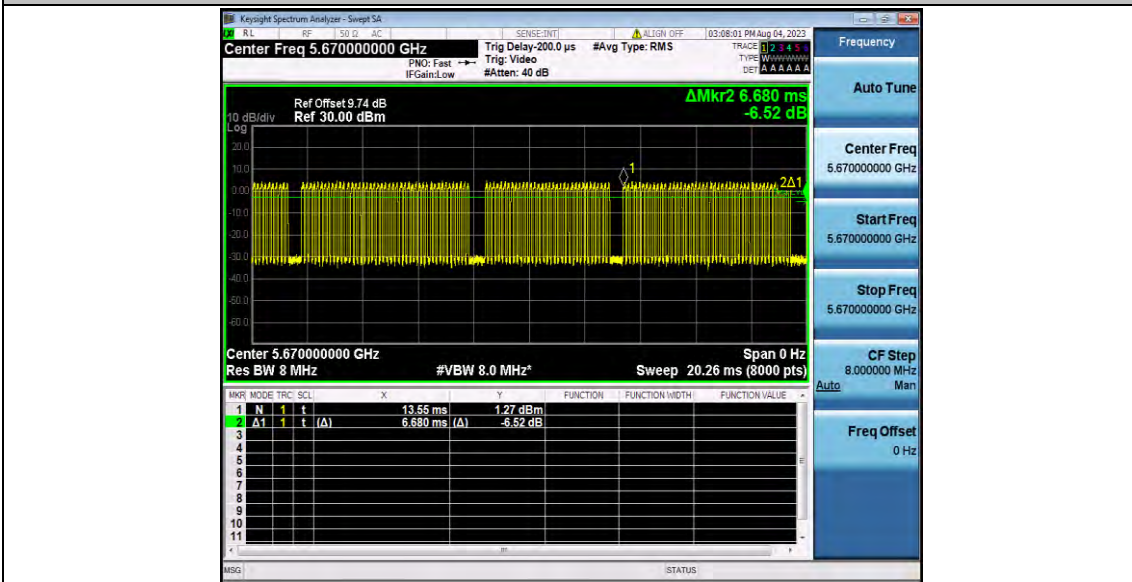 Keysight Spectrum Analyzer - Swept SA
RL RF 50 Ω AC SENSE:INT ALIGN OFF 03:08:01 PM Aug 04, 2023
Center Freq 5.670000000 GHz Trig Delay-200.0 µs #Avg Type: RMS TRACE 1 2 3 4 5 6
PNO: Fast Trig: Video TYPE W
IFGain:Low #Atten: 40 dB DET A A A A A A
Frequency
Auto Tune
Center Freq
5.670000000 GHz
Start Freq
5.670000000 GHz
Stop Freq
5.670000000 GHz
CF Step
8.000000 MHz
Auto Man
Freq Offset
0 Hz
ΔMkr2 6.680 ms
-6.52 dB
Ref Offset 9.74 dB
10 dB/div Ref 30.00 dBm
Log
20.0
10.0
0.00
-10.0
-20.0
-30.0
-40.0
-50.0
-60.0
1
2Δ1
Center 5.670000000 GHz Span 0 Hz
Res BW 8 MHz #VBW 8.0 MHz* Sweep 20.26 ms (8000 pts)
MKR MODE TRC SCL X Y FUNCTION FUNCTION WIDTH FUNCTION VALUE
1 N 1 t 13.55 ms 1.27 dBm
2 Δ1 1 t (Δ) 6.680 ms (Δ) -6.52 dB
3
4
5
6
7
8
9
10
11
MSG STATUS